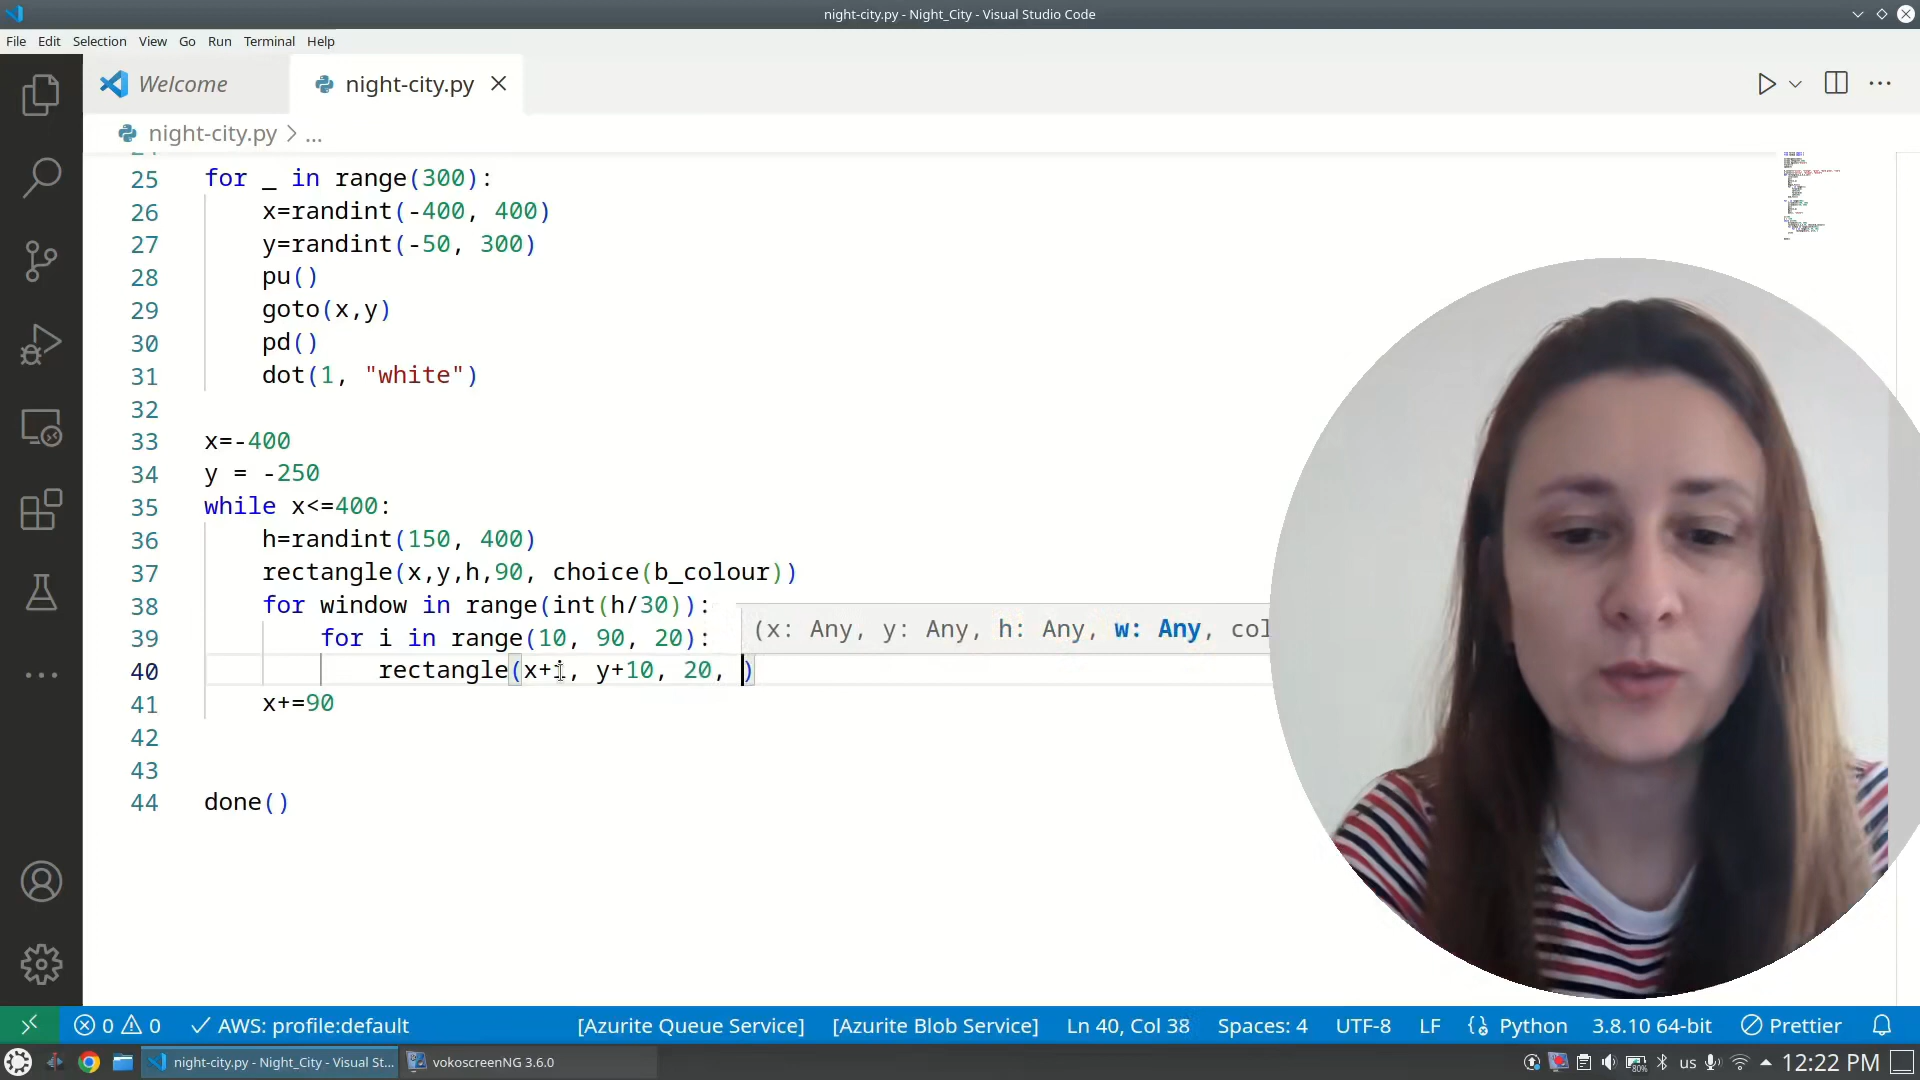 night-city.py - Night_City - Visual Studio Code
File Edit Selection View Go Run Terminal Help
Welcome
night-city.py
night-city.py > ...
25 for _ in range(300):
26 x=randint(-400, 400)
27 y=randint(-50, 300)
28 pu()
29 goto(x,y)
30 pd()
31 dot(1, "white")
32
33 x=-400
34 y = -250
35 while x<=400:
36 h=randint(150, 400)
37 rectangle(x,y,h,90, choice(b_colour))
38 for window in range(int(h/30)):
(x: Any, y: Any, h: Any, w: Any, col
39 for i in range(10, 90, 20):
40 rectangle(x+i, y+10, 20, )
41 x+=90
42
43
44 done()
0 0 AWS: profile:default [Azurite Queue Service] [Azurite Blob Service] Ln 40, Col 38 Spaces: 4 UTF-8 LF Python 3.8.10 64-bit Prettier
night-city.py - Night_City - Visual St... vokoscreenNG 3.6.0 80% us 12:22 PM